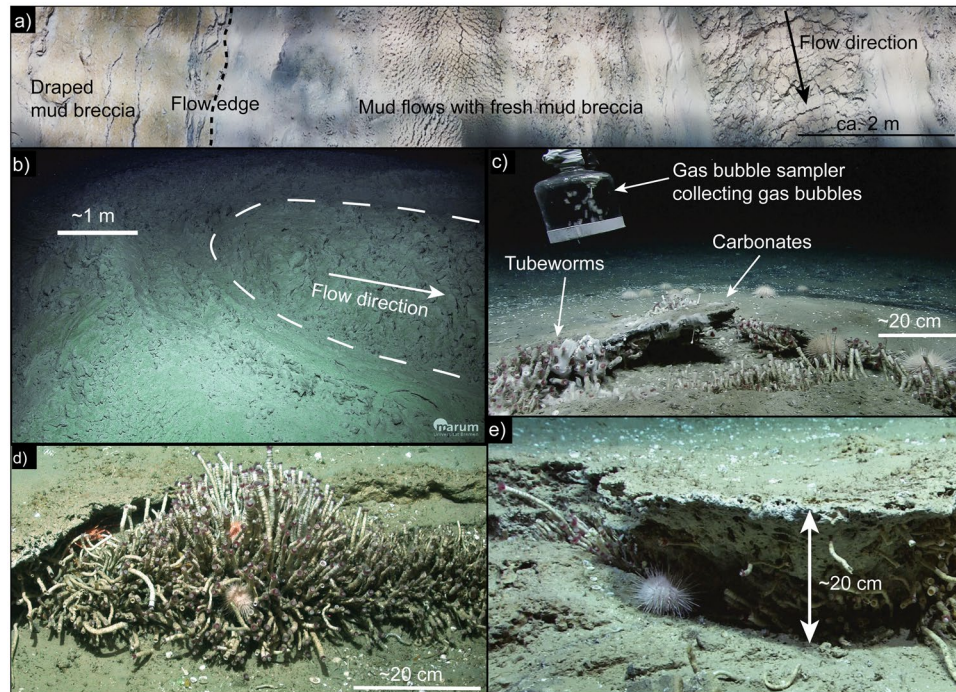 a)
Draped
mud breccia
Flow edge
Mud flows with fresh mud breccia
Flow direction
ca. 2 m
b)
~1 m
Flow direction
marum
c)
Gas bubble sampler
collecting gas bubbles
Tubeworms
Carbonates
~20 cm
d)
~20 cm
e)
~20 cm